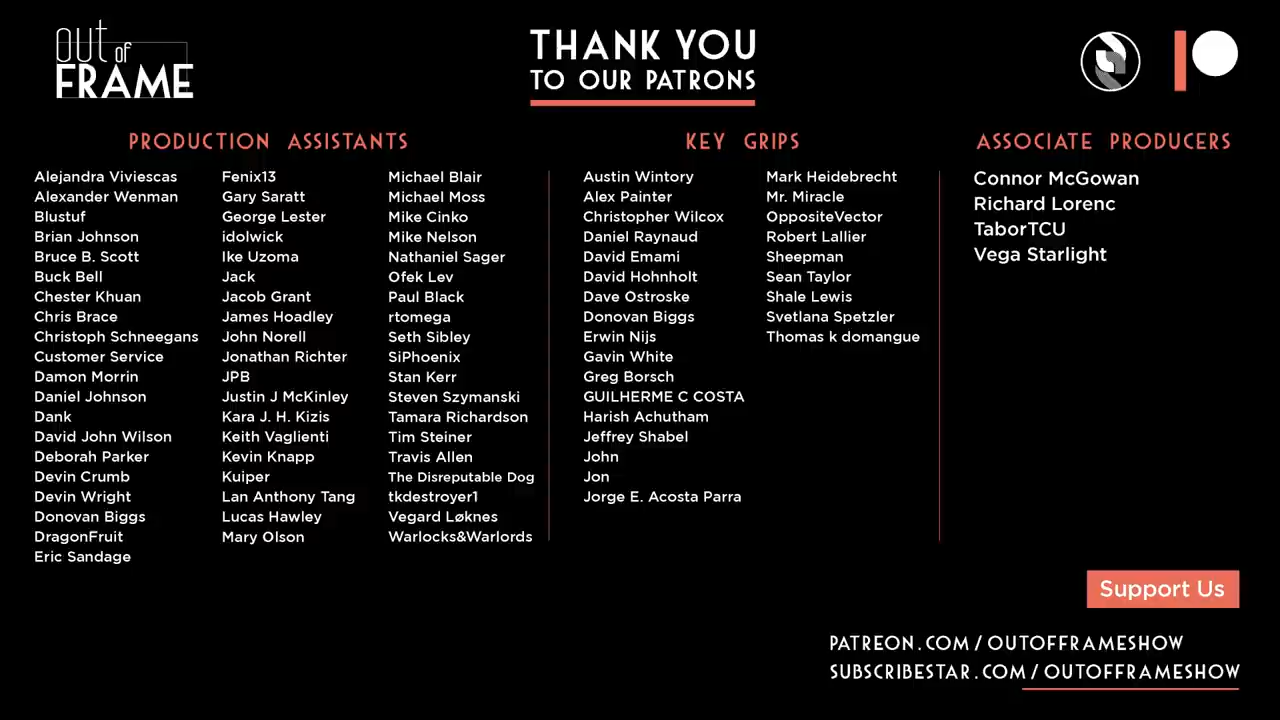 OUT OF
FRAME
THANK YOU
TO OUR PATRONS
PRODUCTION ASSISTANTS
Alejandra Viviescas
Alexander Wenman
Blustuf
Brian Johnson
Bruce B. Scott
Buck Bell
Chester Khuan
Chris Brace
Christoph Schneegans
Customer Service
Damon Morrin
Daniel Johnson
Dank
David John Wilson
Deborah Parker
Devin Crumb
Devin Wright
Donovan Biggs
DragonFruit
Eric Sandage
Fenix13
Gary Saratt
George Lester
idolwick
Ike Uzoma
Jack
Jacob Grant
James Hoadley
John Norell
Jonathan Richter
JPB
Justin J McKinley
Kara J. H. Kizis
Keith Vaglienti
Kevin Knapp
Kuiper
Lan Anthony Tang
Lucas Hawley
Mary Olson
Michael Blair
Michael Moss
Mike Cinko
Mike Nelson
Nathaniel Sager
Ofek Lev
Paul Black
rtomega
Seth Sibley
SiPhoenix
Stan Kerr
Steven Szymanski
Tamara Richardson
Tim Steiner
Travis Allen
The Disreputable Dog
tkdestroyer1
Vegard Løknes
Warlocks&Warlords
KEY GRIPS
Austin Wintory
Alex Painter
Christopher Wilcox
Daniel Raynaud
David Emami
David Hohnholt
Dave Ostroske
Donovan Biggs
Erwin Nijs
Gavin White
Greg Borsch
GUILHERME C COSTA
Harish Achutham
Jeffrey Shabel
John
Jon
Jorge E. Acosta Parra
Mark Heidebrecht
Mr. Miracle
OppositeVector
Robert Lallier
Sheepman
Sean Taylor
Shale Lewis
Svetlana Spetzler
Thomas k domangue
ASSOCIATE PRODUCERS
Connor McGowan
Richard Lorenc
TaborTCU
Vega Starlight
Support Us
PATREON.COM/OUTOFFRAMESHOW
SUBSCRIBESTAR.COM/OUTOFFRAMESHOW